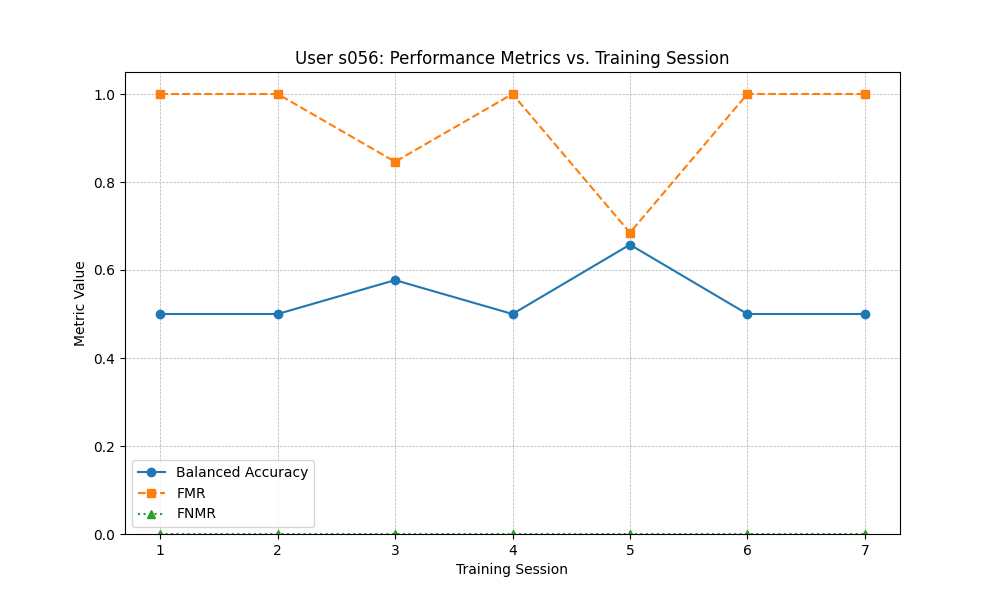 User s056: Performance Metrics vs. Training Session
1.0
0.8
0.6
0.4
0.2
0.0
Metric Value
Balanced Accuracy
FMR
FNMR
1 2 3 4 5 6 7
Training Session